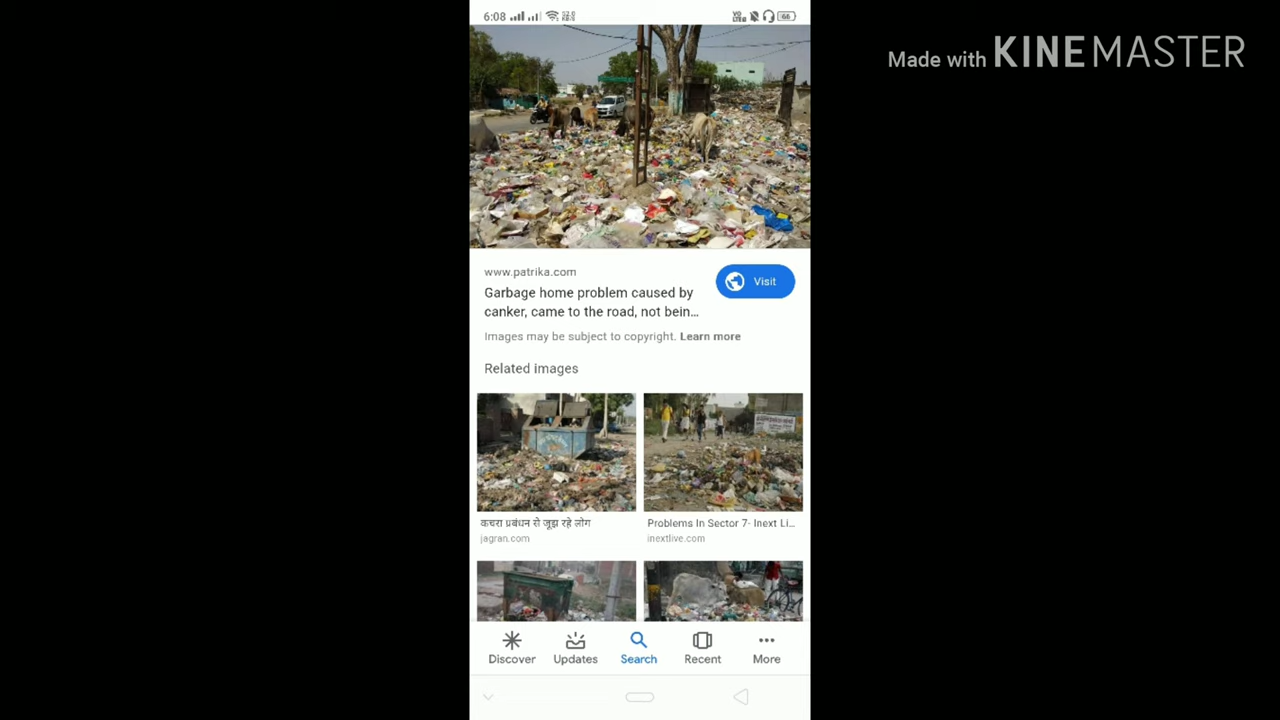 6:08
Made with KINEMASTER
www.patrika.com
Garbage home problem caused by
canker, came to the road, not bein…
Visit
Images may be subject to copyright. Learn more
Related images
कचरा प्रबंधन से जूझ रहे लोग
jagran.com
Problems In Sector 7- Inext Li...
inextlive.com
Discover
Updates
Search
Recent
More